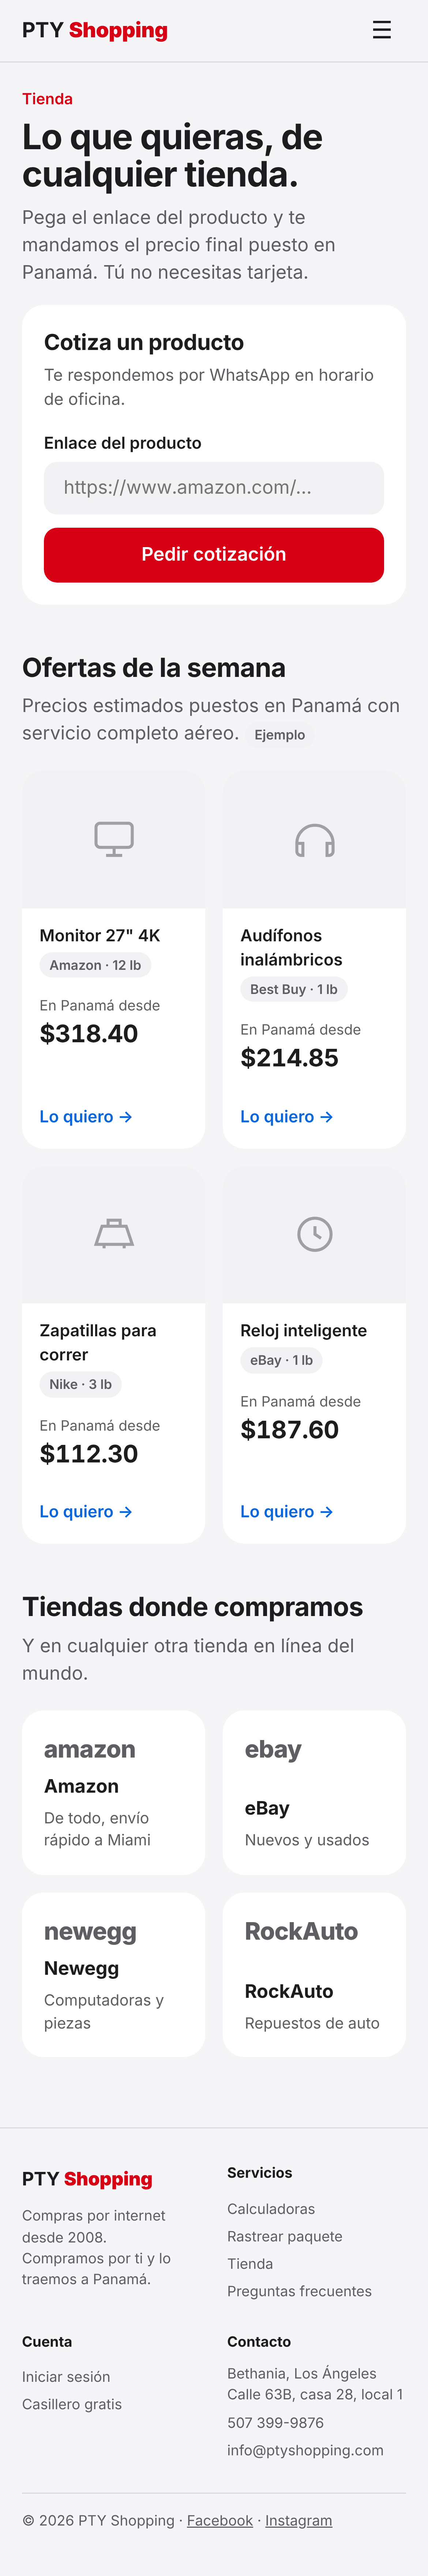 PTY Shopping
Tienda
Lo que quieras, de
cualquier tienda.
Pega el enlace del producto y te
mandamos el precio final puesto en
Panamá. Tú no necesitas tarjeta.
Cotiza un producto
Te respondemos por WhatsApp en horario
de oficina.
Enlace del producto
https://www.amazon.com/...
Pedir cotización
Ofertas de la semana
Precios estimados puestos en Panamá con
servicio completo aéreo. Ejemplo
Monitor 27" 4K
Amazon · 12 lb
En Panamá desde
$318.40
Lo quiero →
Audífonos
inalámbricos
Best Buy · 1 lb
En Panamá desde
$214.85
Lo quiero →
Zapatillas para
correr
Nike · 3 lb
En Panamá desde
$112.30
Lo quiero →
Reloj inteligente
eBay · 1 lb
En Panamá desde
$187.60
Lo quiero →
Tiendas donde compramos
Y en cualquier otra tienda en línea del
mundo.
amazon
Amazon
De todo, envío
rápido a Miami
ebay
eBay
Nuevos y usados
newegg
Newegg
Computadoras y
piezas
RockAuto
RockAuto
Repuestos de auto
PTY Shopping
Compras por internet
desde 2008.
Compramos por ti y lo
traemos a Panamá.
Servicios
Calculadoras
Rastrear paquete
Tienda
Preguntas frecuentes
Cuenta
Iniciar sesión
Casillero gratis
Contacto
Bethania, Los Ángeles
Calle 63B, casa 28, local 1
507 399-9876
info@ptyshopping.com
© 2026 PTY Shopping · Facebook · Instagram